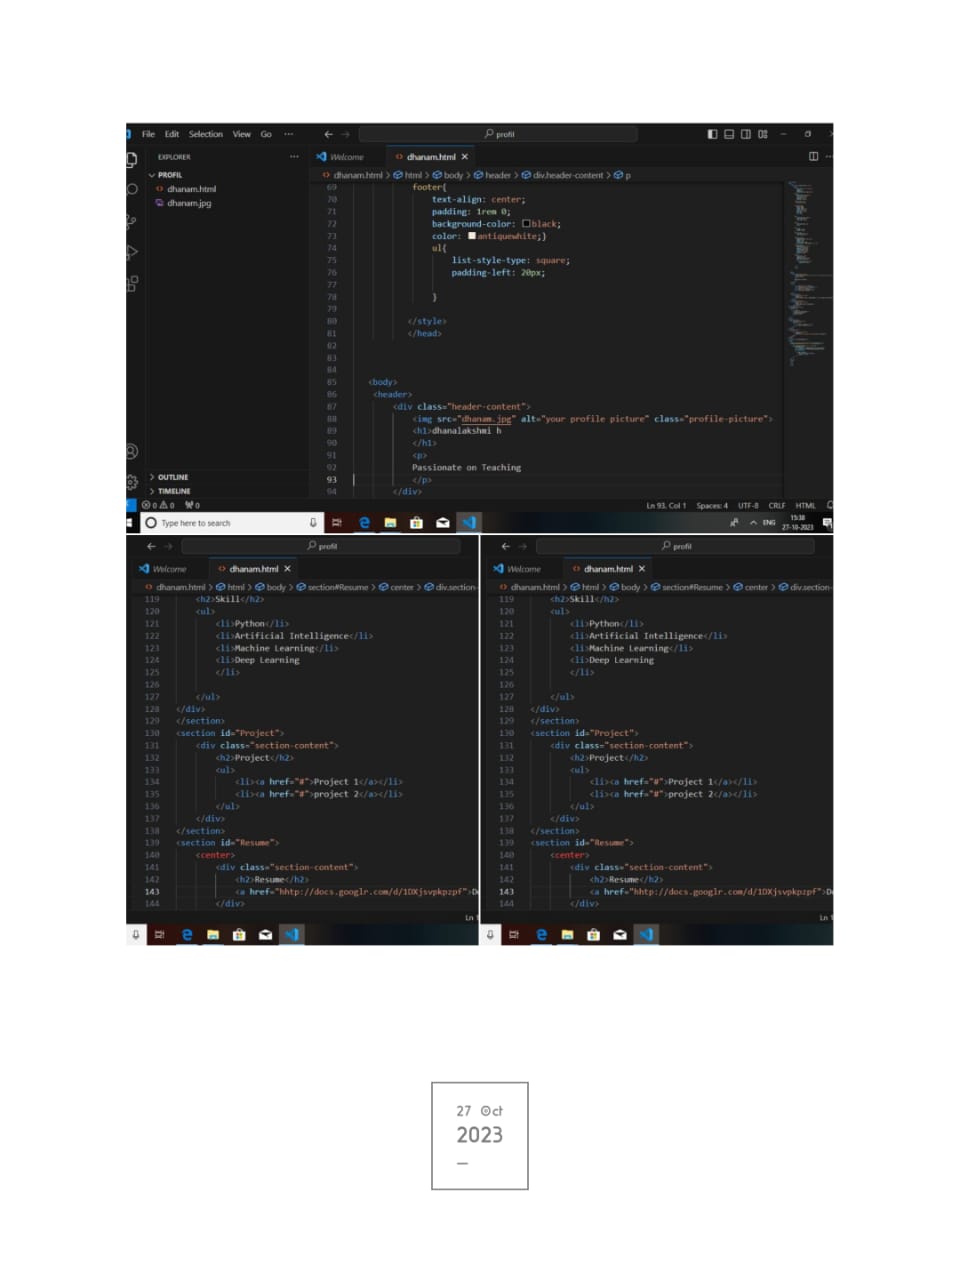 File Edit Selection View Go ··· profil
EXPLORER ···
Welcome dhanam.html
PROFIL
dhanam.html > html > body > header > div.header-content > p
dhanam.html
dhanam.jpg
69 footer{
70 text-align: center;
71 padding: 1rem 0;
72 background-color: black;
73 color: antiquewhite;}
74 ul{
75 list-style-type: square;
76 padding-left: 20px;
77
78 }
79
80 </style>
81 </head>
82
83
84
85 <body>
86 <header>
87 <div class="header-content">
88 <img src="dhanam.jpg" alt="your profile picture" class="profile-picture">
89 <h1>dhanalakshmi h
90 </h1>
91 <p>
92 Passionate on Teaching
93 </p>
94 </div>
OUTLINE
TIMELINE
0 0 0 Ln 93, Col 1 Spaces: 4 UTF-8 CRLF HTML
Type here to search ENG 15:38
27-10-2023
profil
Welcome dhanam.html
dhanam.html > html > body > section#Resume > center > div.section-
119 <h2>Skill</h2>
120 <ul>
121 <li>Python</li>
122 <li>Artificial Intelligence</li>
123 <li>Machine Learning</li>
124 <li>Deep Learning
125 </li>
126
127 </ul>
128 </div>
129 </section>
130 <section id="Project">
131 <div class="section-content">
132 <h2>Project</h2>
133 <ul>
134 <li><a href="#">Project 1</a></li>
135 <li><a href="#">project 2</a></li>
136 </ul>
137 </div>
138 </section>
139 <section id="Resume">
140 <center>
141 <div class="section-content">
142 <h2>Resume</h2>
143 <a href="hhtp://docs.googlr.com/d/1DXjsvpkpzpf">D
144 </div>
Ln 1
profil
Welcome dhanam.html
dhanam.html > html > body > section#Resume > center > div.section-
119 <h2>Skill</h2>
120 <ul>
121 <li>Python</li>
122 <li>Artificial Intelligence</li>
123 <li>Machine Learning</li>
124 <li>Deep Learning
125 </li>
126
127 </ul>
128 </div>
129 </section>
130 <section id="Project">
131 <div class="section-content">
132 <h2>Project</h2>
133 <ul>
134 <li><a href="#">Project 1</a></li>
135 <li><a href="#">project 2</a></li>
136 </ul>
137 </div>
138 </section>
139 <section id="Resume">
140 <center>
141 <div class="section-content">
142 <h2>Resume</h2>
143 <a href="hhtp://docs.googlr.com/d/1DXjsvpkpzpf">D
144 </div>
Ln 1
27 Oct
2023
—